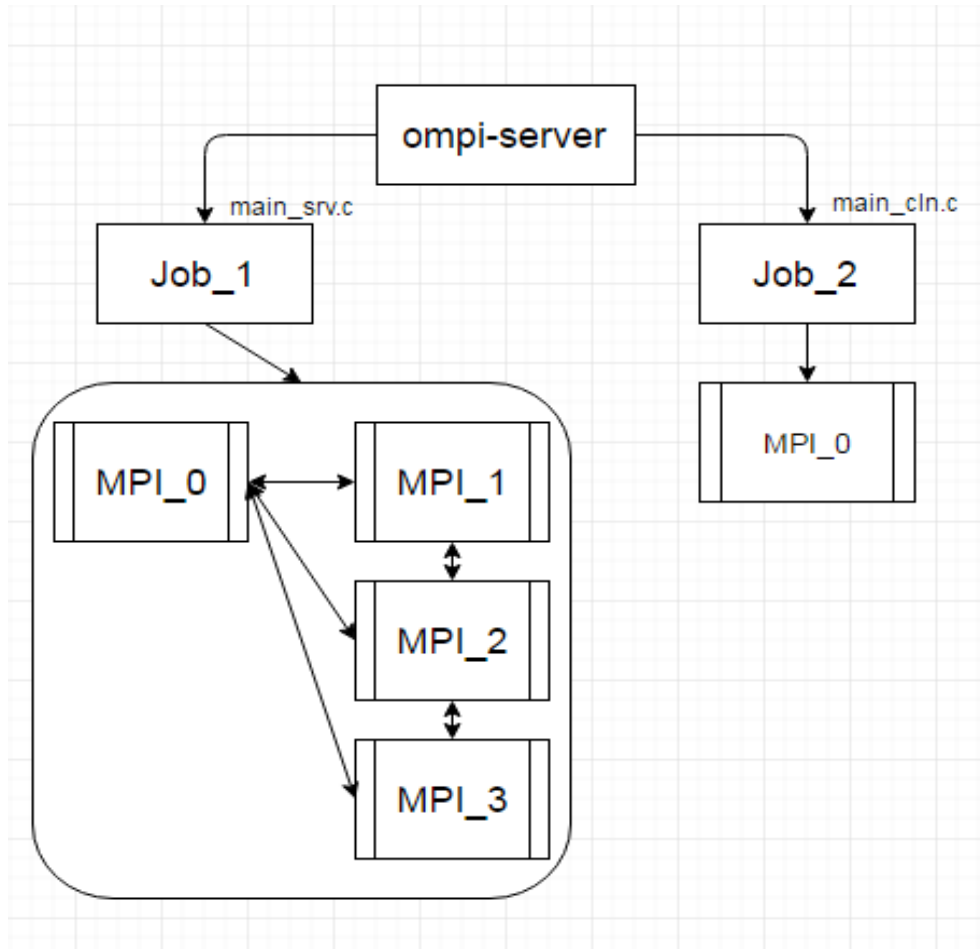 ompi-server
main_srv.c
main_cln.c
Job_1
Job_2
MPI_0
MPI_1
MPI_0
MPI_2
MPI_3